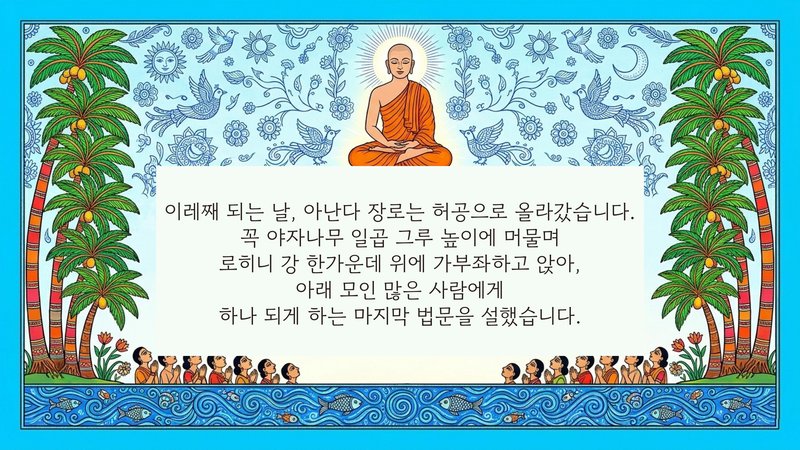 이레째 되는 날, 아난다 장로는 허공으로 올라갔습니다.
꼭 야자나무 일곱 그루 높이에 머물며
로히니 강 한가운데 위에 가부좌하고 앉아,
아래 모인 많은 사람에게
하나 되게 하는 마지막 법문을 설했습니다.